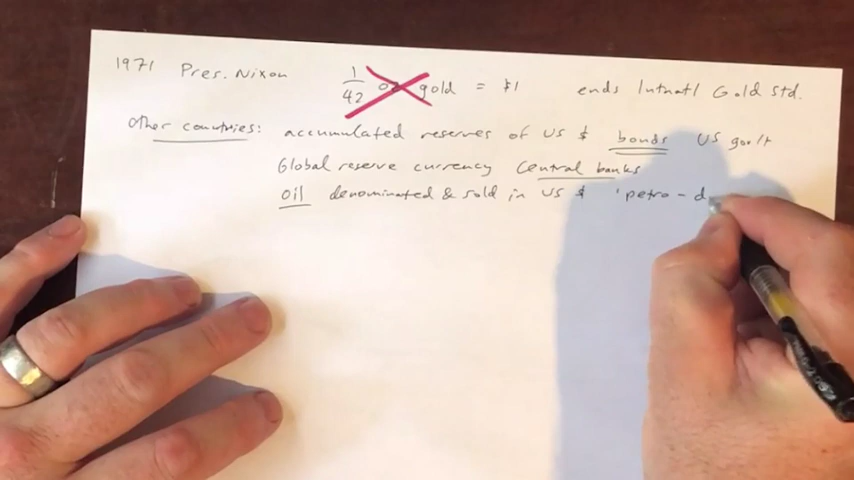 1971 Pres. Nixon 1/42 oz gold = $1 ends Intnatl Gold Std.
Other countries: accumulated reserves of US $ bonds US gov't
Global reserve currency Central banks
Oil denominated & sold in US $ 'petro-d